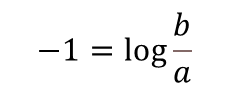 −1 = log b/a